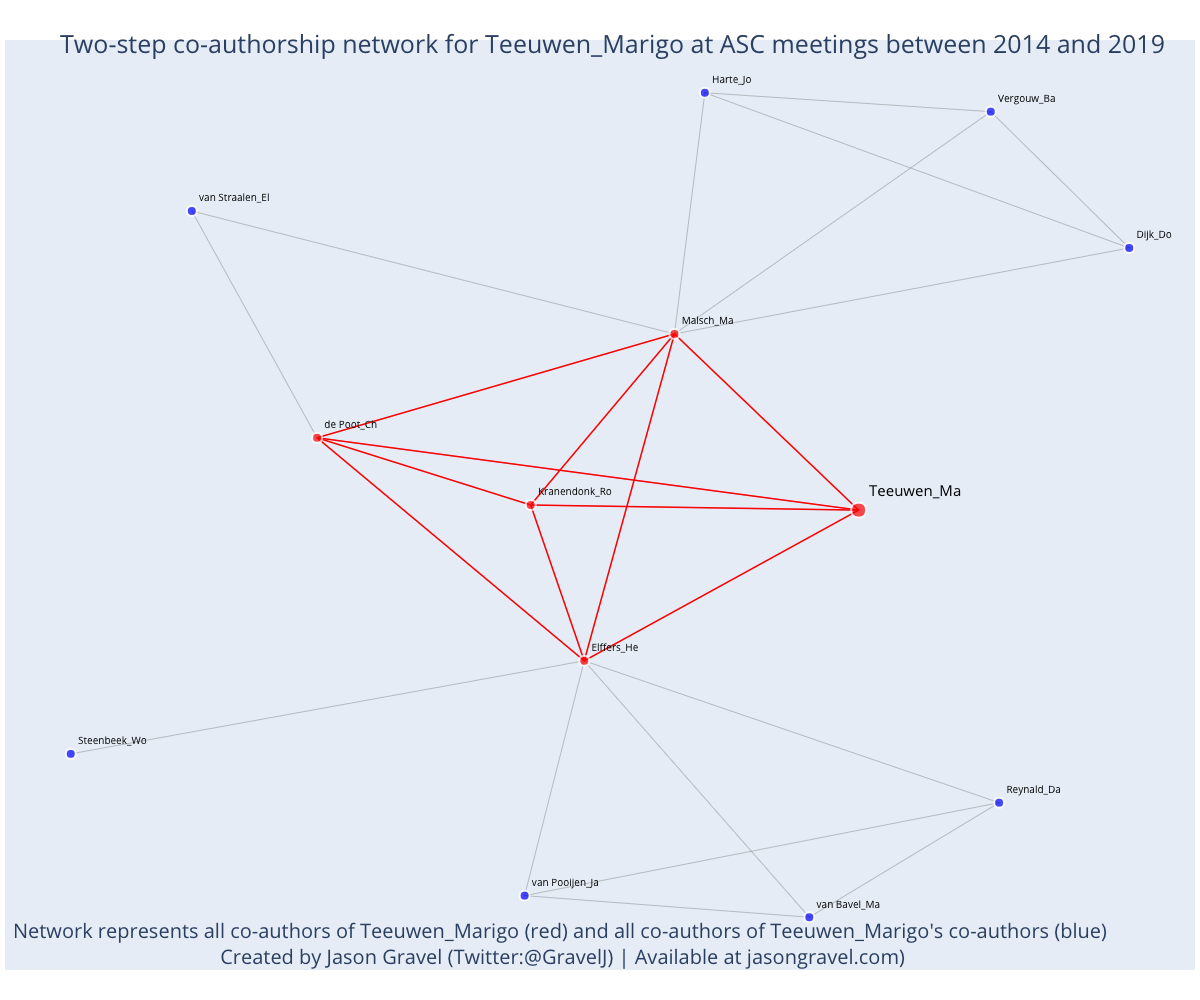 Two-step co-authorship network for Teeuwen_Marigo at ASC meetings between 2014 and 2019
Harte_Jo
Vergouw_Ba
van Straalen_El
Dijk_Do
Malsch_Ma
de Poot_Ch
Kranendonk_Ro
Teeuwen_Ma
Elffers_He
Steenbeek_Wo
Reynald_Da
van Pooijen_Ja
van Bavel_Ma
Network represents all co-authors of Teeuwen_Marigo (red) and all co-authors of Teeuwen_Marigo's co-authors (blue)
Created by Jason Gravel (Twitter:@GravelJ) | Available at jasongravel.com)